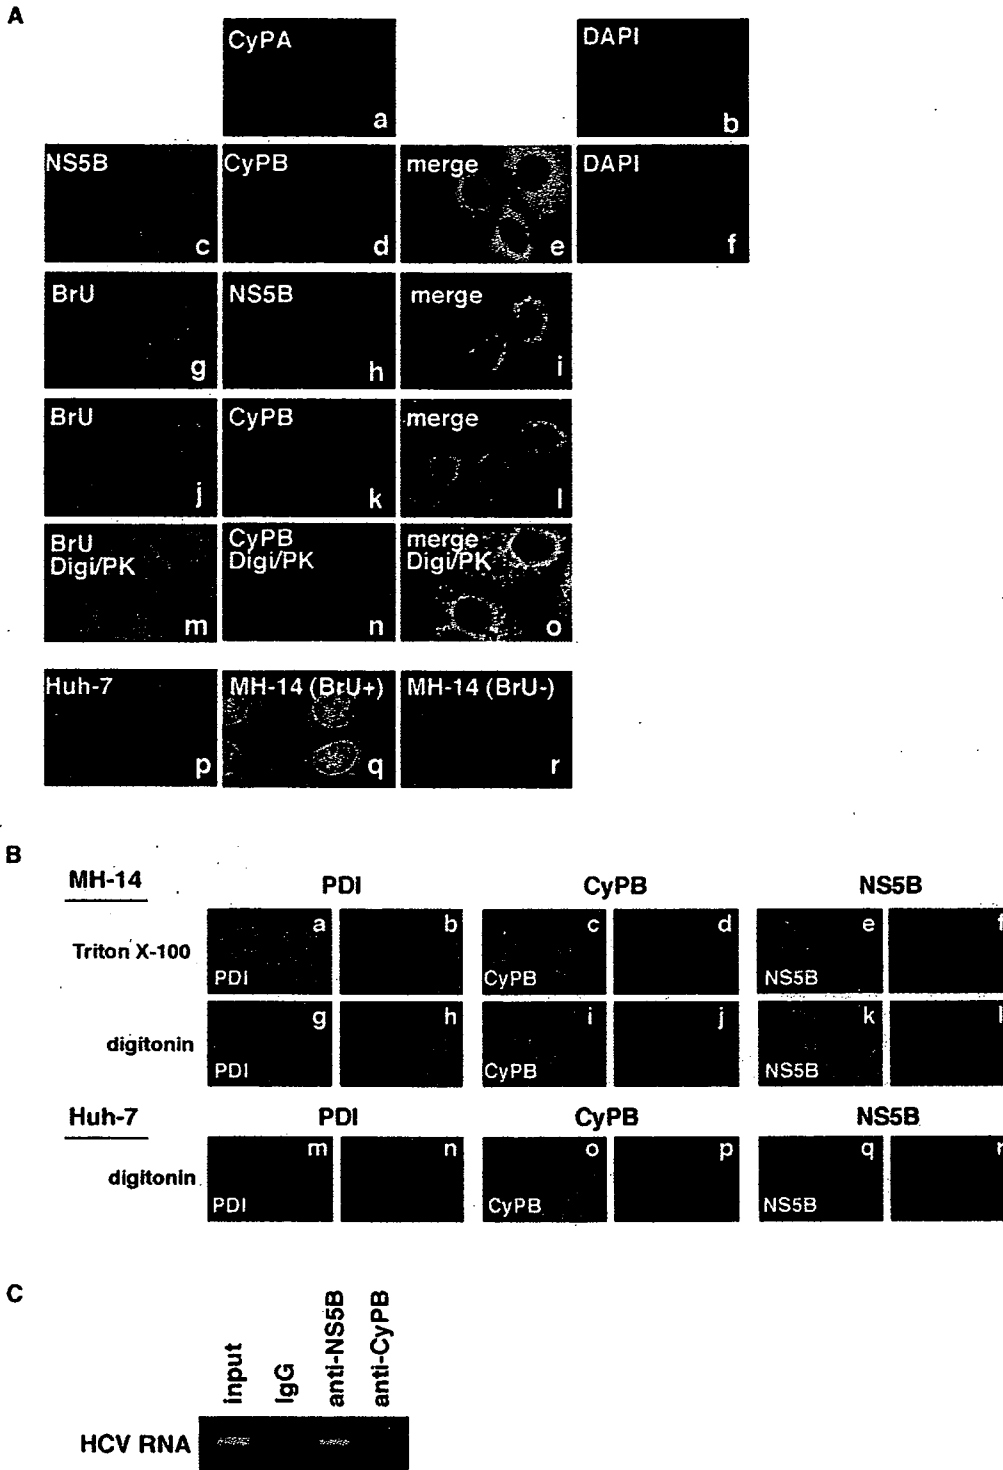 A
CyPA
a
DAPI
b
NS5B
c
CyPB
d
merge
e
DAPI
f
BrU
g
NS5B
h
merge
i
BrU
j
CyPB
k
merge
l
BrU
Digi/PK
m
CyPB
Digi/PK
n
merge
Digi/PK
o
Huh-7
p
MH-14 (BrU+)
q
MH-14 (BrU-)
r
B
MH-14
PDI
CyPB
NS5B
Triton X-100
a
PDI
b
c
CyPB
d
e
NS5B
f
digitonin
g
PDI
h
i
CyPB
j
k
NS5B
l
Huh-7
PDI
CyPB
NS5B
digitonin
m
PDI
n
o
CyPB
p
q
NS5B
r
C
input
IgG
anti-NS5B
anti-CyPB
HCV RNA